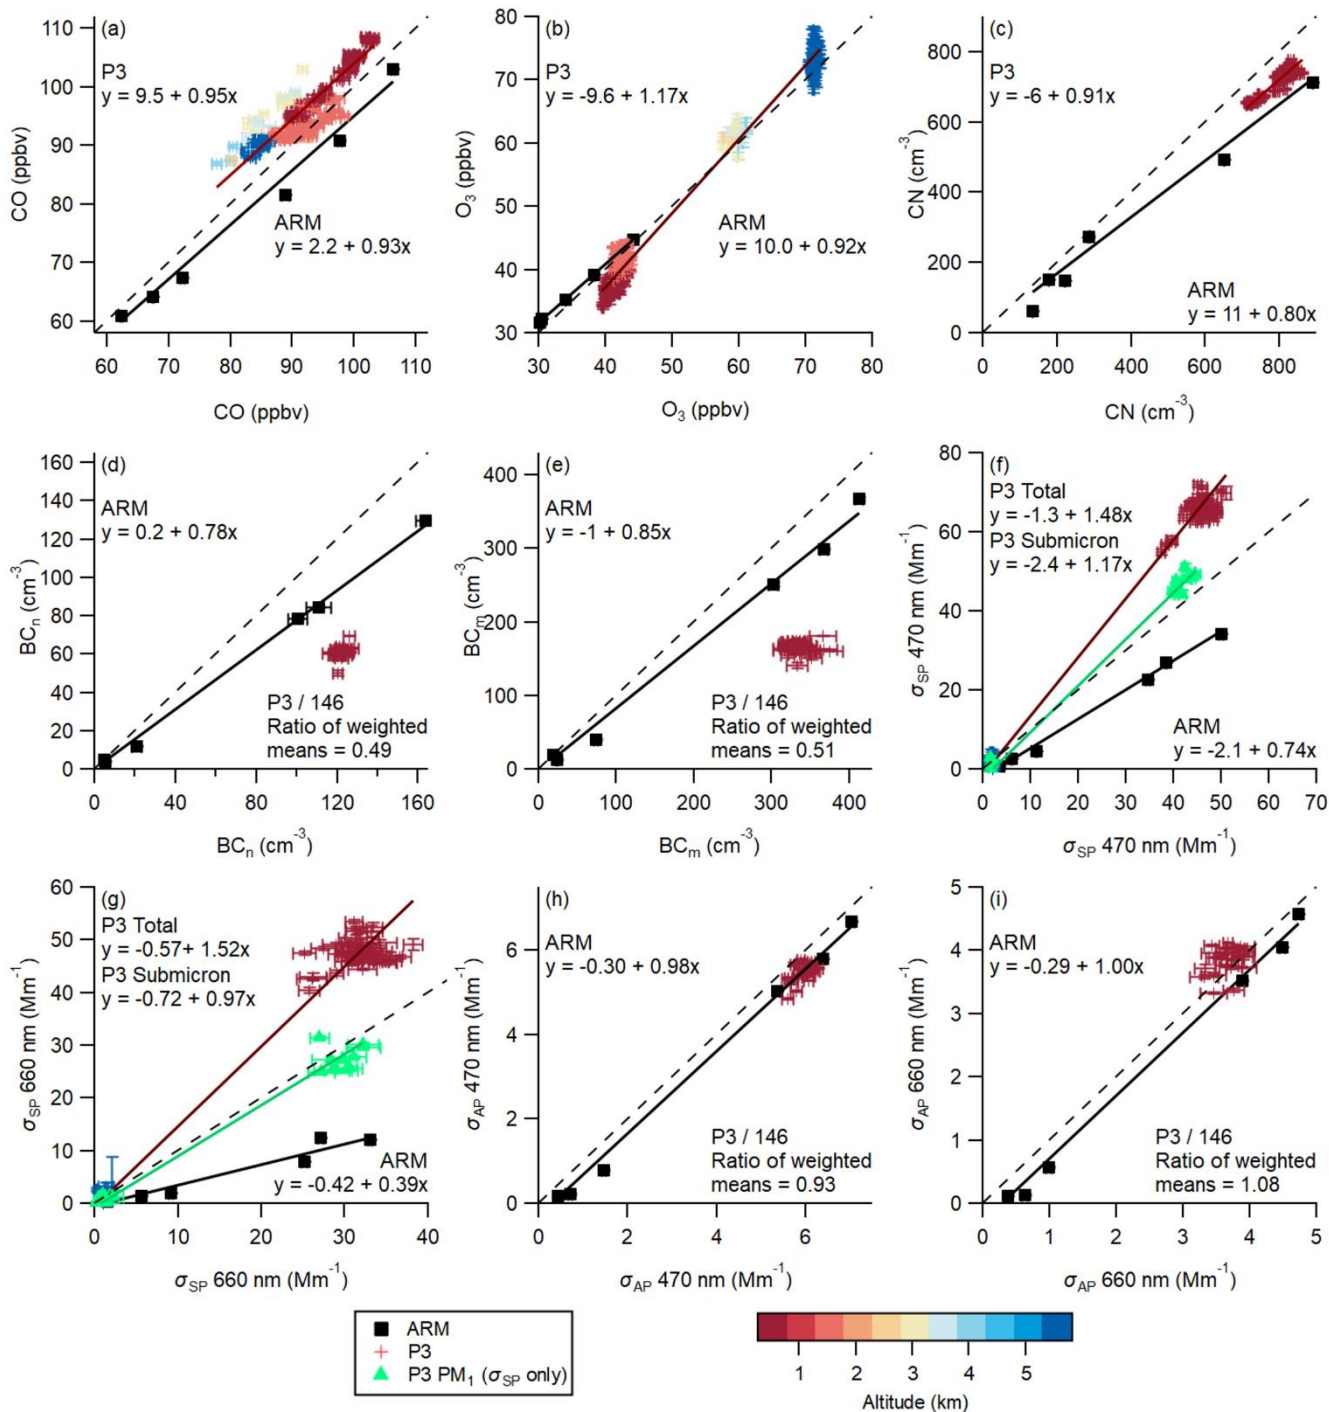 (a)
P3
y = 9.5 + 0.95x
ARM
y = 2.2 + 0.93x
CO (ppbv)
110
100
90
80
70
60
60 70 80 90 100 110
CO (ppbv)
(b)
P3
y = -9.6 + 1.17x
ARM
y = 10.0 + 0.92x
O3 (ppbv)
80
70
60
50
40
30
30 40 50 60 70 80
O3 (ppbv)
(c)
P3
y = -6 + 0.91x
ARM
y = 11 + 0.80x
CN (cm-3)
800
600
400
200
0
0 200 400 600 800
CN (cm-3)
(d)
ARM
y = 0.2 + 0.78x
P3 / 146
Ratio of weighted
means = 0.49
BCn (cm-3)
160
140
120
100
80
60
40
20
0
0 40 80 120 160
BCn (cm-3)
(e)
ARM
y = -1 + 0.85x
P3 / 146
Ratio of weighted
means = 0.51
BCm (cm-3)
400
300
200
100
0
0 100 200 300 400
BCm (cm-3)
(f)
P3 Total
y = -1.3 + 1.48x
P3 Submicron
y = -2.4 + 1.17x
ARM
y = -2.1 + 0.74x
σSP 470 nm (Mm-1)
80
60
40
20
0
0 10 20 30 40 50 60 70
σSP 470 nm (Mm-1)
(g)
P3 Total
y = -0.57+ 1.52x
P3 Submicron
y = -0.72 + 0.97x
ARM
y = -0.42 + 0.39x
σSP 660 nm (Mm-1)
60
50
40
30
20
10
0
0 10 20 30 40
σSP 660 nm (Mm-1)
(h)
ARM
y = -0.30 + 0.98x
P3 / 146
Ratio of weighted
means = 0.93
σAP 470 nm (Mm-1)
6
4
2
0
0 2 4 6
σAP 470 nm (Mm-1)
(i)
ARM
y = -0.29 + 1.00x
P3 / 146
Ratio of weighted
means = 1.08
σAP 660 nm (Mm-1)
5
4
3
2
1
0
0 1 2 3 4 5
σAP 660 nm (Mm-1)
ARM
P3
P3 PM1 (σSP only)
1 2 3 4 5
Altitude (km)